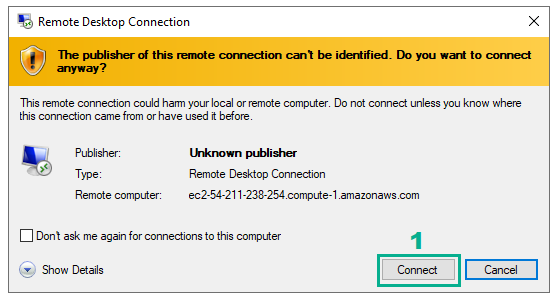 Remote Desktop Connection
The publisher of this remote connection can't be identified. Do you want to connect
anyway?
This remote connection could harm your local or remote computer. Do not connect unless you know where
this connection came from or have used it before.
Publisher: Unknown publisher
Type: Remote Desktop Connection
Remote computer: ec2-54-211-238-254.compute-1.amazonaws.com
Don't ask me again for connections to this computer
1
Show Details Connect Cancel